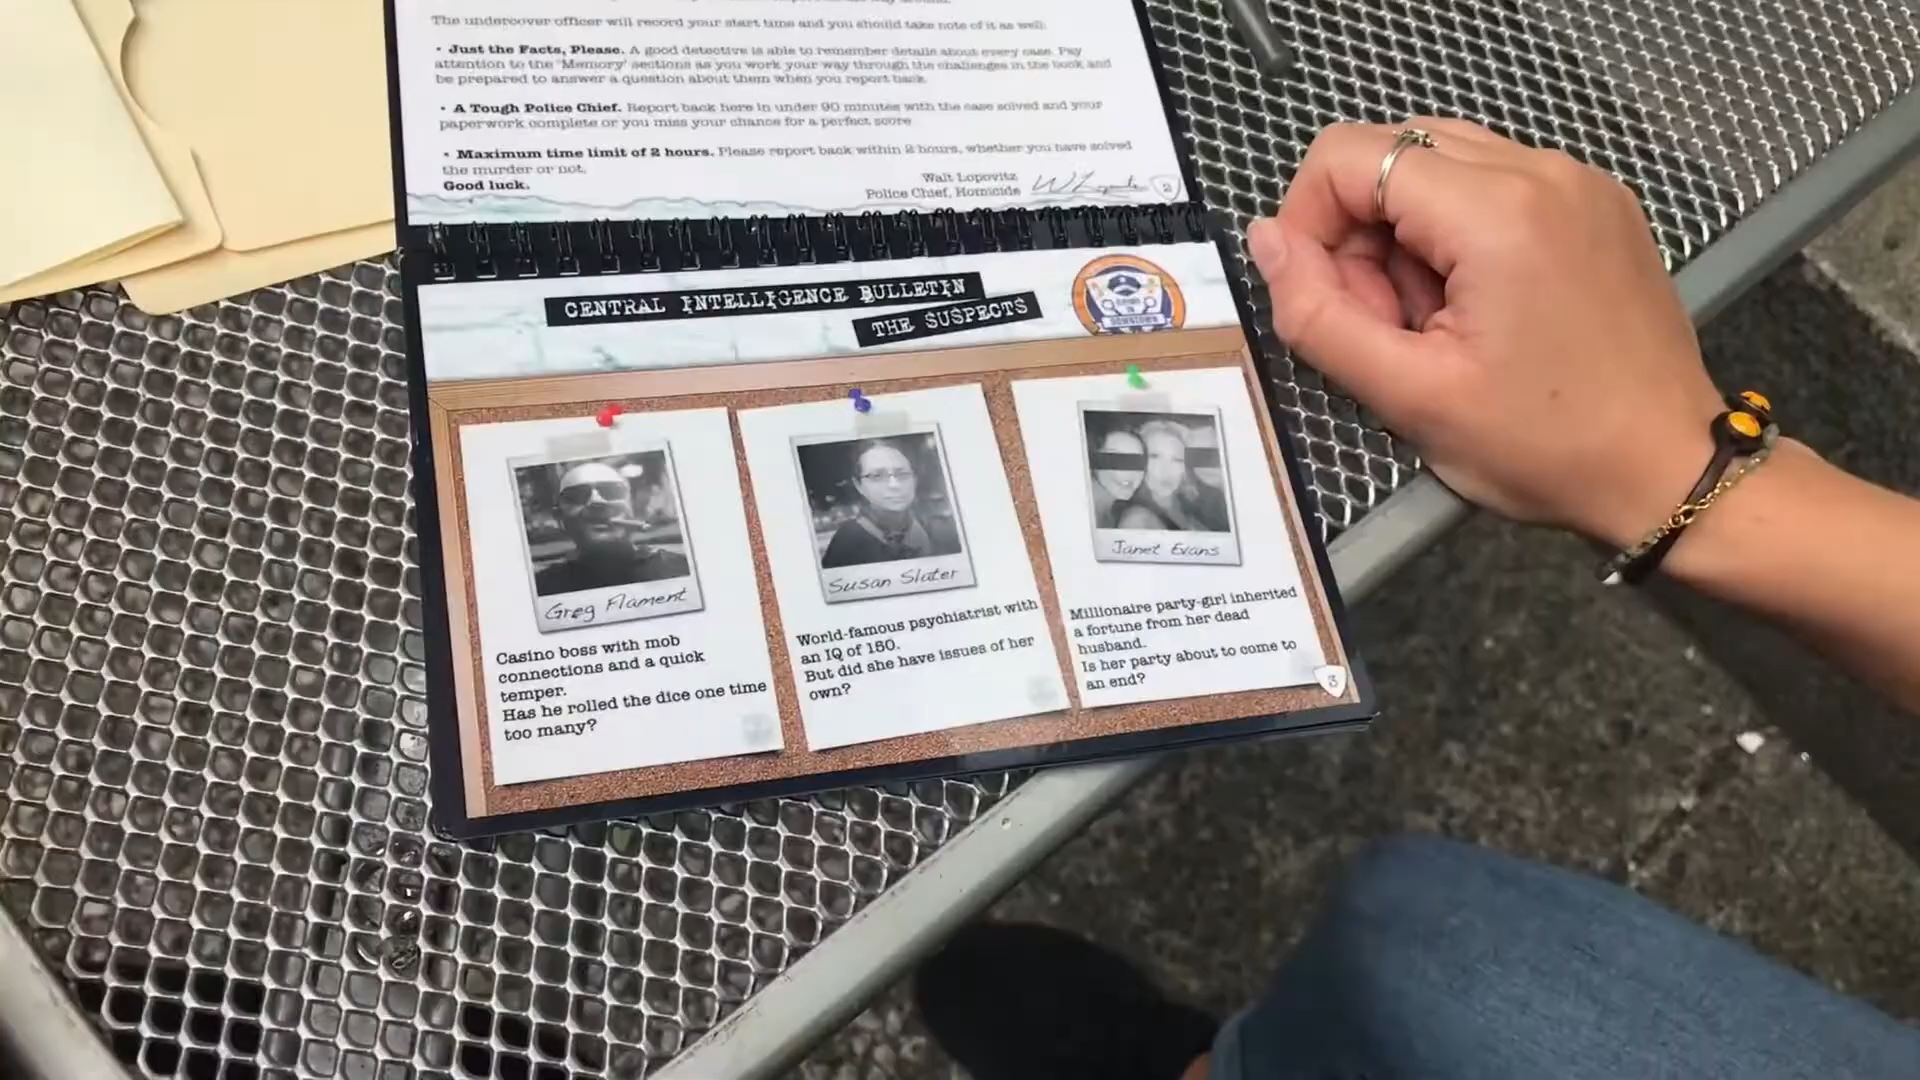 The undercover officer will record your start time and you should take note of it as well.
• Just the Facts, Please. A good detective is able to remember details about every case. Pay
attention to the 'Memory' sections as you work your way through the challenges in the book and
be prepared to answer a question about them when you report back.
• A Tough Police Chief. Report back here in under 90 minutes with the case solved and your
paperwork complete or you miss your chance for a perfect score
• Maximum time limit of 2 hours. Please report back within 2 hours, whether you have solved
the murder or not.
Good luck.
Walt Lopovitz
Police Chief, Homicide
2
CENTRAL INTELLIGENCE BULLETIN
THE SUSPECTS
Greg Flament
Casino boss with mob
connections and a quick
temper.
Has he rolled the dice one time
too many?
Susan Slater
World-famous psychiatrist with
an IQ of 150.
But did she have issues of her
own?
Janet Evans
Millionaire party-girl inherited
a fortune from her dead
husband.
Is her party about to come to
an end?
3